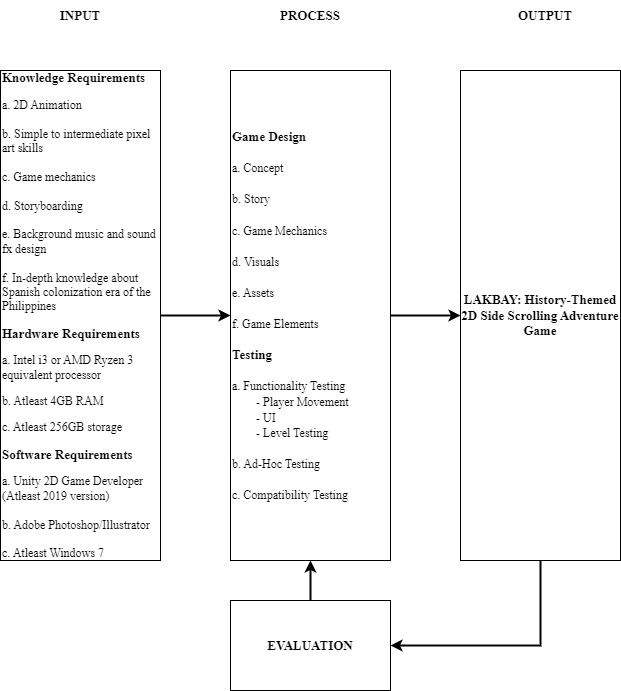 INPUT
PROCESS
OUTPUT
Knowledge Requirements
a. 2D Animation
b. Simple to intermediate pixel
art skills
c. Game mechanics
d. Storyboarding
e. Background music and sound
fx design
f. In-depth knowledge about
Spanish colonization era of the
Philippines
Hardware Requirements
a. Intel i3 or AMD Ryzen 3
equivalent processor
b. Atleast 4GB RAM
c. Atleast 256GB storage
Software Requirements
a. Unity 2D Game Developer
(Atleast 2019 version)
b. Adobe Photoshop/Illustrator
c. Atleast Windows 7
Game Design
a. Concept
b. Story
c. Game Mechanics
d. Visuals
e. Assets
f. Game Elements
Testing
a. Functionality Testing
- Player Movement
- UI
- Level Testing
b. Ad-Hoc Testing
c. Compatibility Testing
LAKBAY: History-Themed
2D Side Scrolling Adventure
Game
EVALUATION